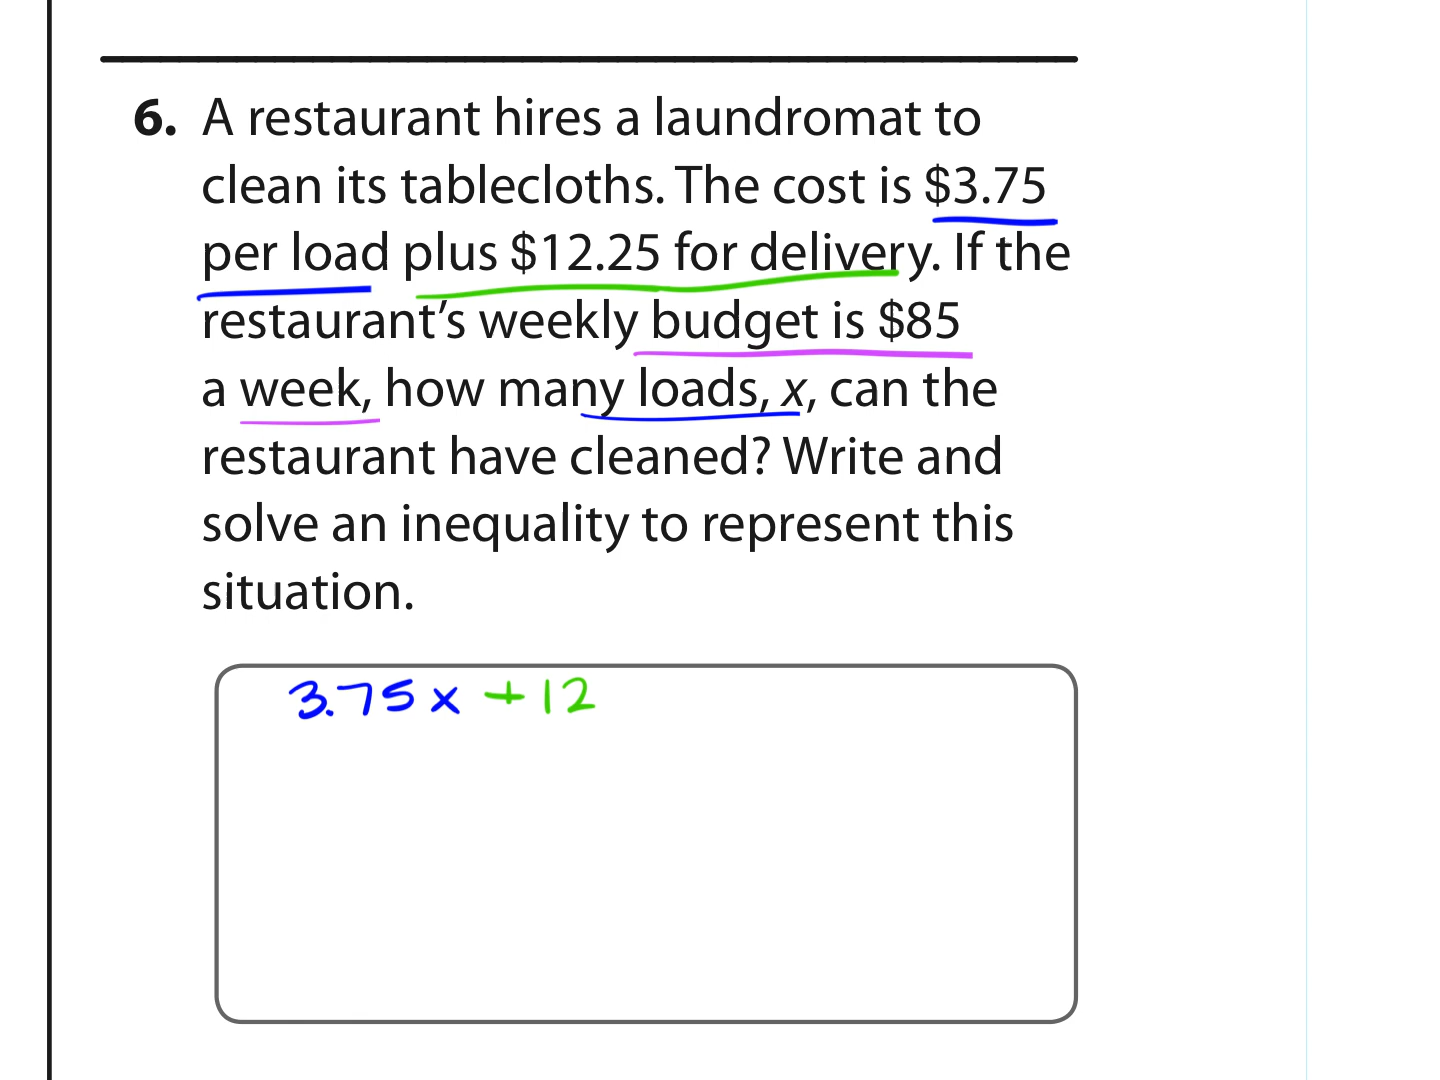 6. A restaurant hires a laundromat to
clean its tablecloths. The cost is $3.75
per load plus $12.25 for delivery. If the
restaurant’s weekly budget is $85
a week, how many loads, x, can the
restaurant have cleaned? Write and
solve an inequality to represent this
situation.
3.75x +12